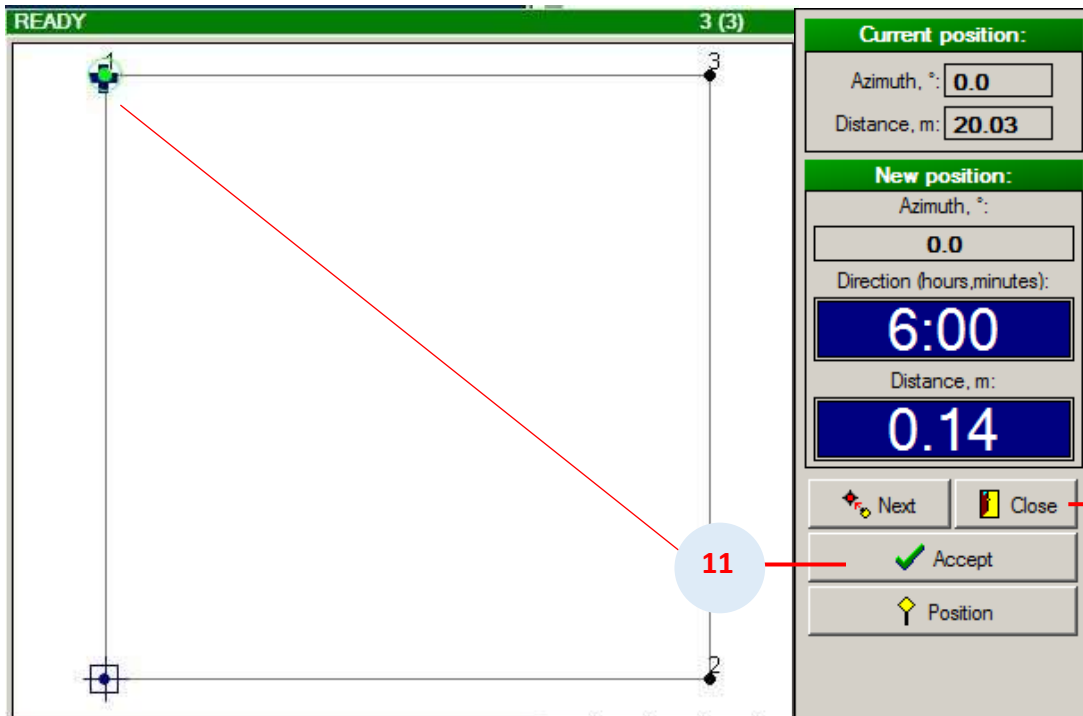 READY 3 (3)
1
3
2
11
Current position:
Azimuth, °: 0.0
Distance, m: 20.03
New position:
Azimuth, °:
0.0
Direction (hours,minutes):
6:00
Distance, m:
0.14
Next Close
Accept
Position